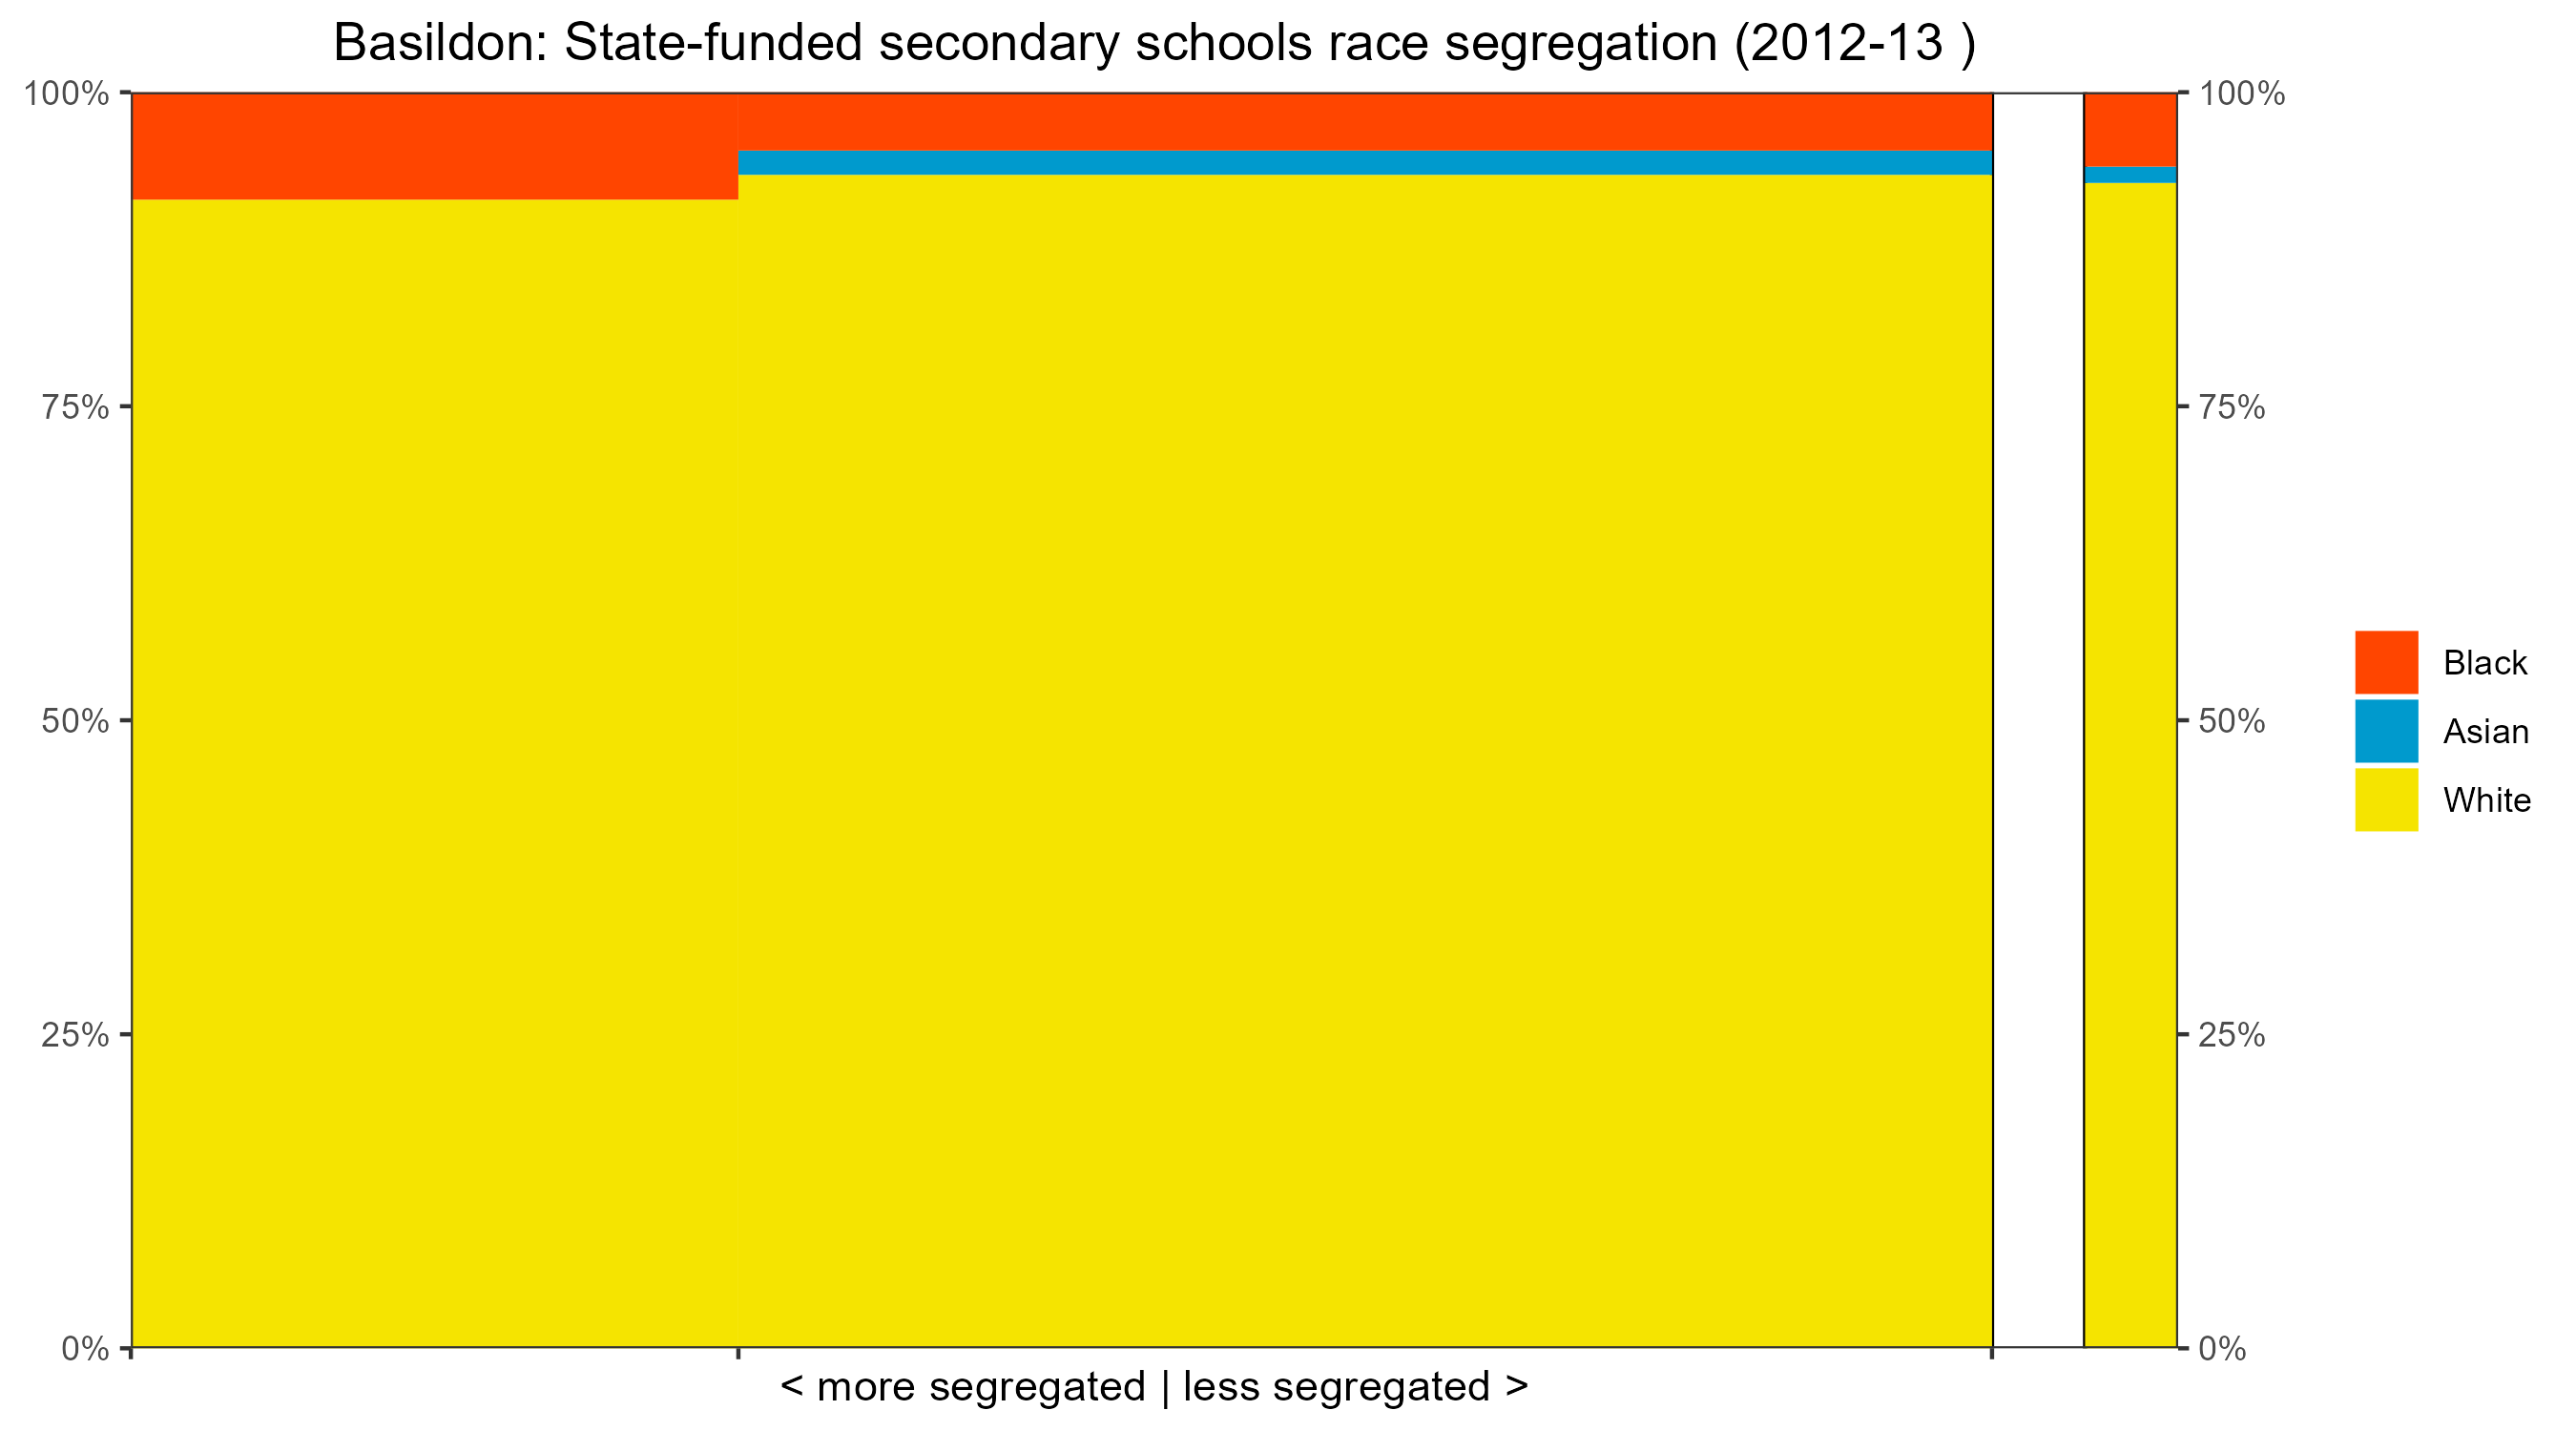 Basildon: State-funded secondary schools race segregation (2012-13 )
100%
100%
75%
75%
50%
50%
25%
25%
0%
0%
Black
Asian
White
< more segregated | less segregated >